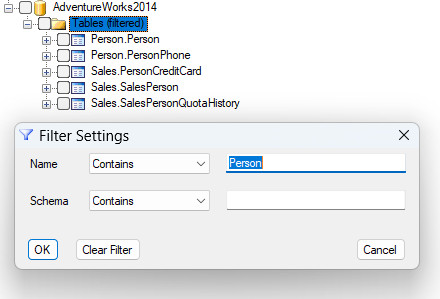 AdventureWorks2014
Tables (filtered)
Person.Person
Person.PersonPhone
Sales.PersonCreditCard
Sales.SalesPerson
Sales.SalesPersonQuotaHistory
Filter Settings
Name Contains Person
Schema Contains
OK Clear Filter Cancel